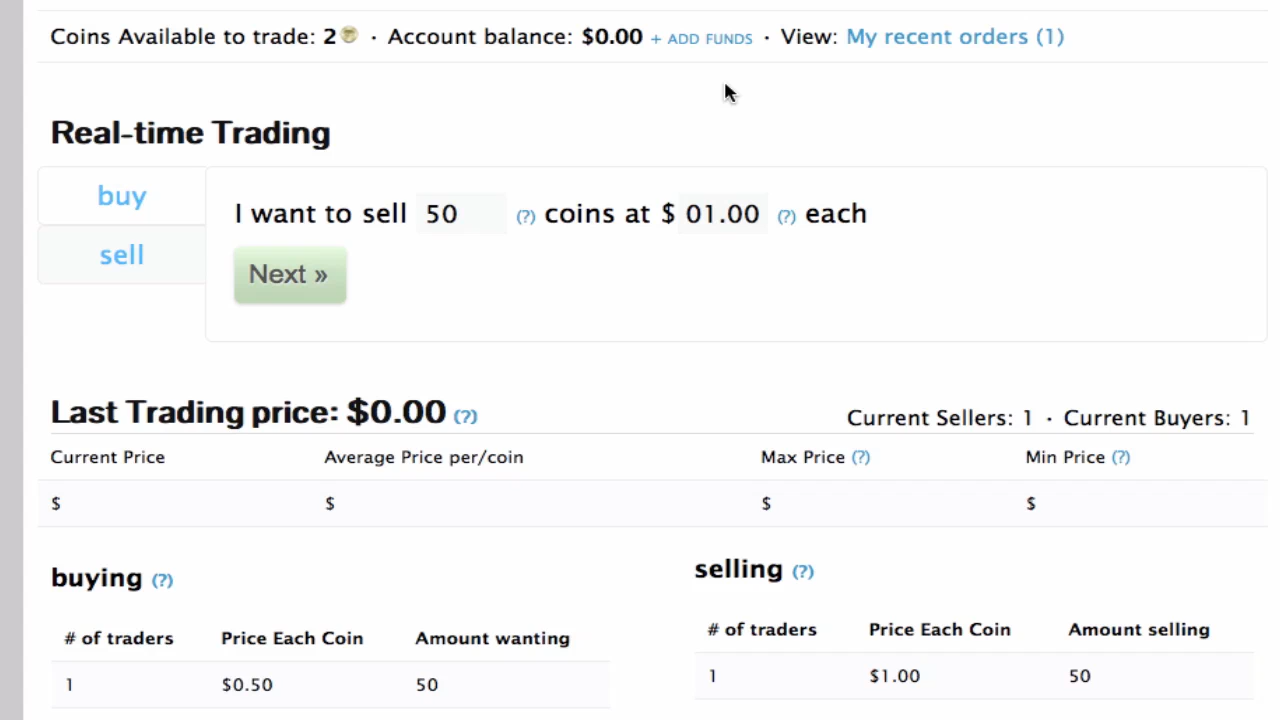 Coins Available to trade: 2 · Account balance: $0.00 + ADD FUNDS · View: My recent orders (1)
Real-time Trading
buy
I want to sell 50 (?) coins at $ 01.00 (?) each
sell
Next »
Last Trading price: $0.00 (?)
Current Sellers: 1 · Current Buyers: 1
Current Price Average Price per/coin Max Price (?) Min Price (?)
$ $ $ $
buying (?)
# of traders Price Each Coin Amount wanting
1 $0.50 50
selling (?)
# of traders Price Each Coin Amount selling
1 $1.00 50